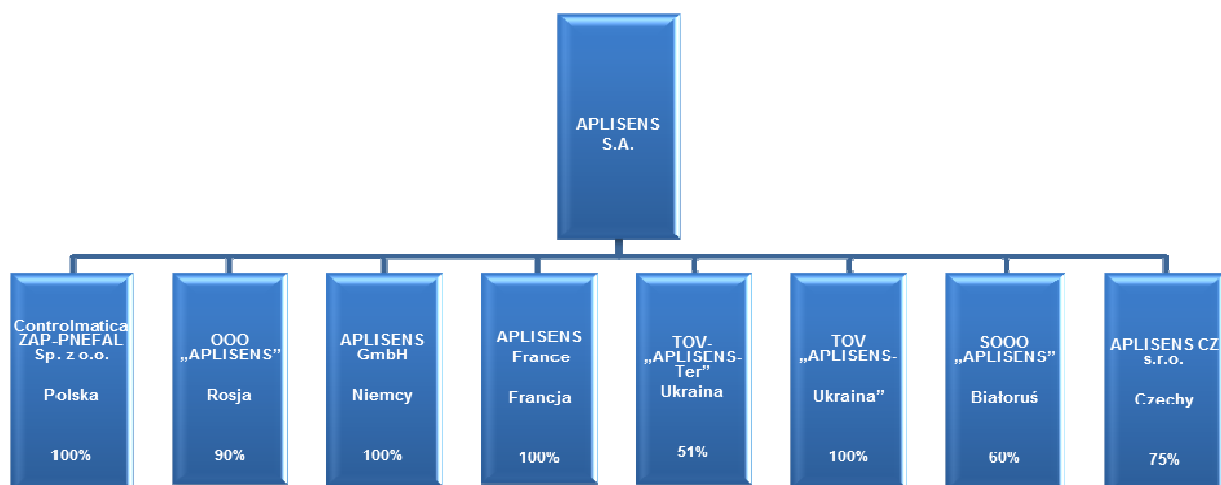 APLISENS
S.A.
Controlmatica
ZAP-PNEFAL
Sp. z o.o.
Polska
100%
OOO
„APLISENS”
Rosja
90%
APLISENS
GmbH
Niemcy
100%
APLISENS
France
Francja
100%
TOV-
„APLISENS-
Ter”
Ukraina
51%
TOV
„APLISENS-
Ukraina”
100%
SOOO
„APLISENS”
Białoruś
60%
APLISENS CZ
s.r.o.
Czechy
75%